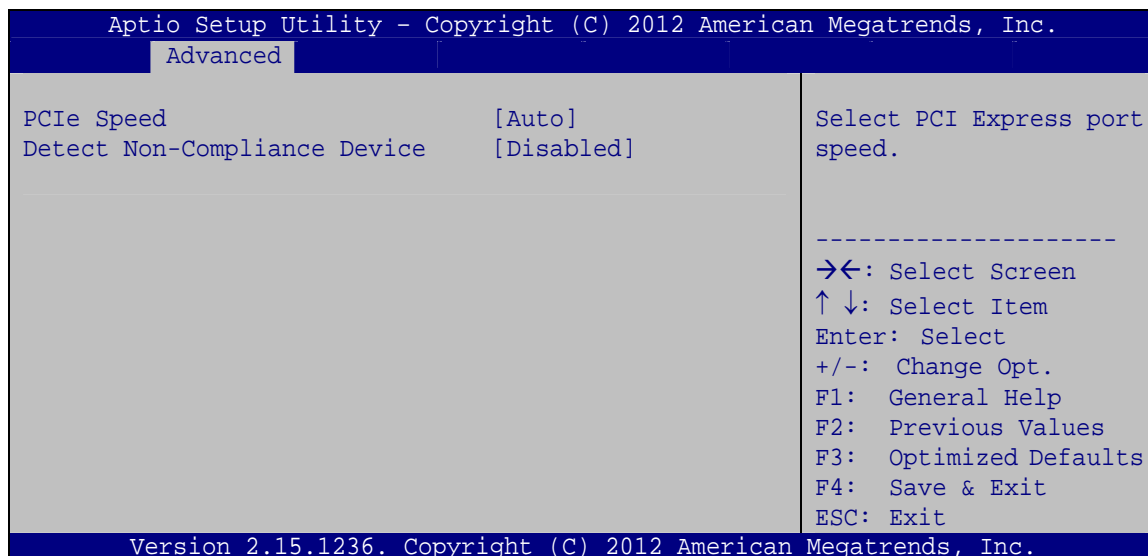 Aptio Setup Utility – Copyright (C) 2012 American Megatrends, Inc.
Advanced
PCIe Speed [Auto]
Detect Non-Compliance Device [Disabled]
Select PCI Express port
speed.
---------------------
→←: Select Screen
↑ ↓: Select Item
Enter: Select
+/-: Change Opt.
F1: General Help
F2: Previous Values
F3: Optimized Defaults
F4: Save & Exit
ESC: Exit
Version 2.15.1236. Copyright (C) 2012 American Megatrends, Inc.